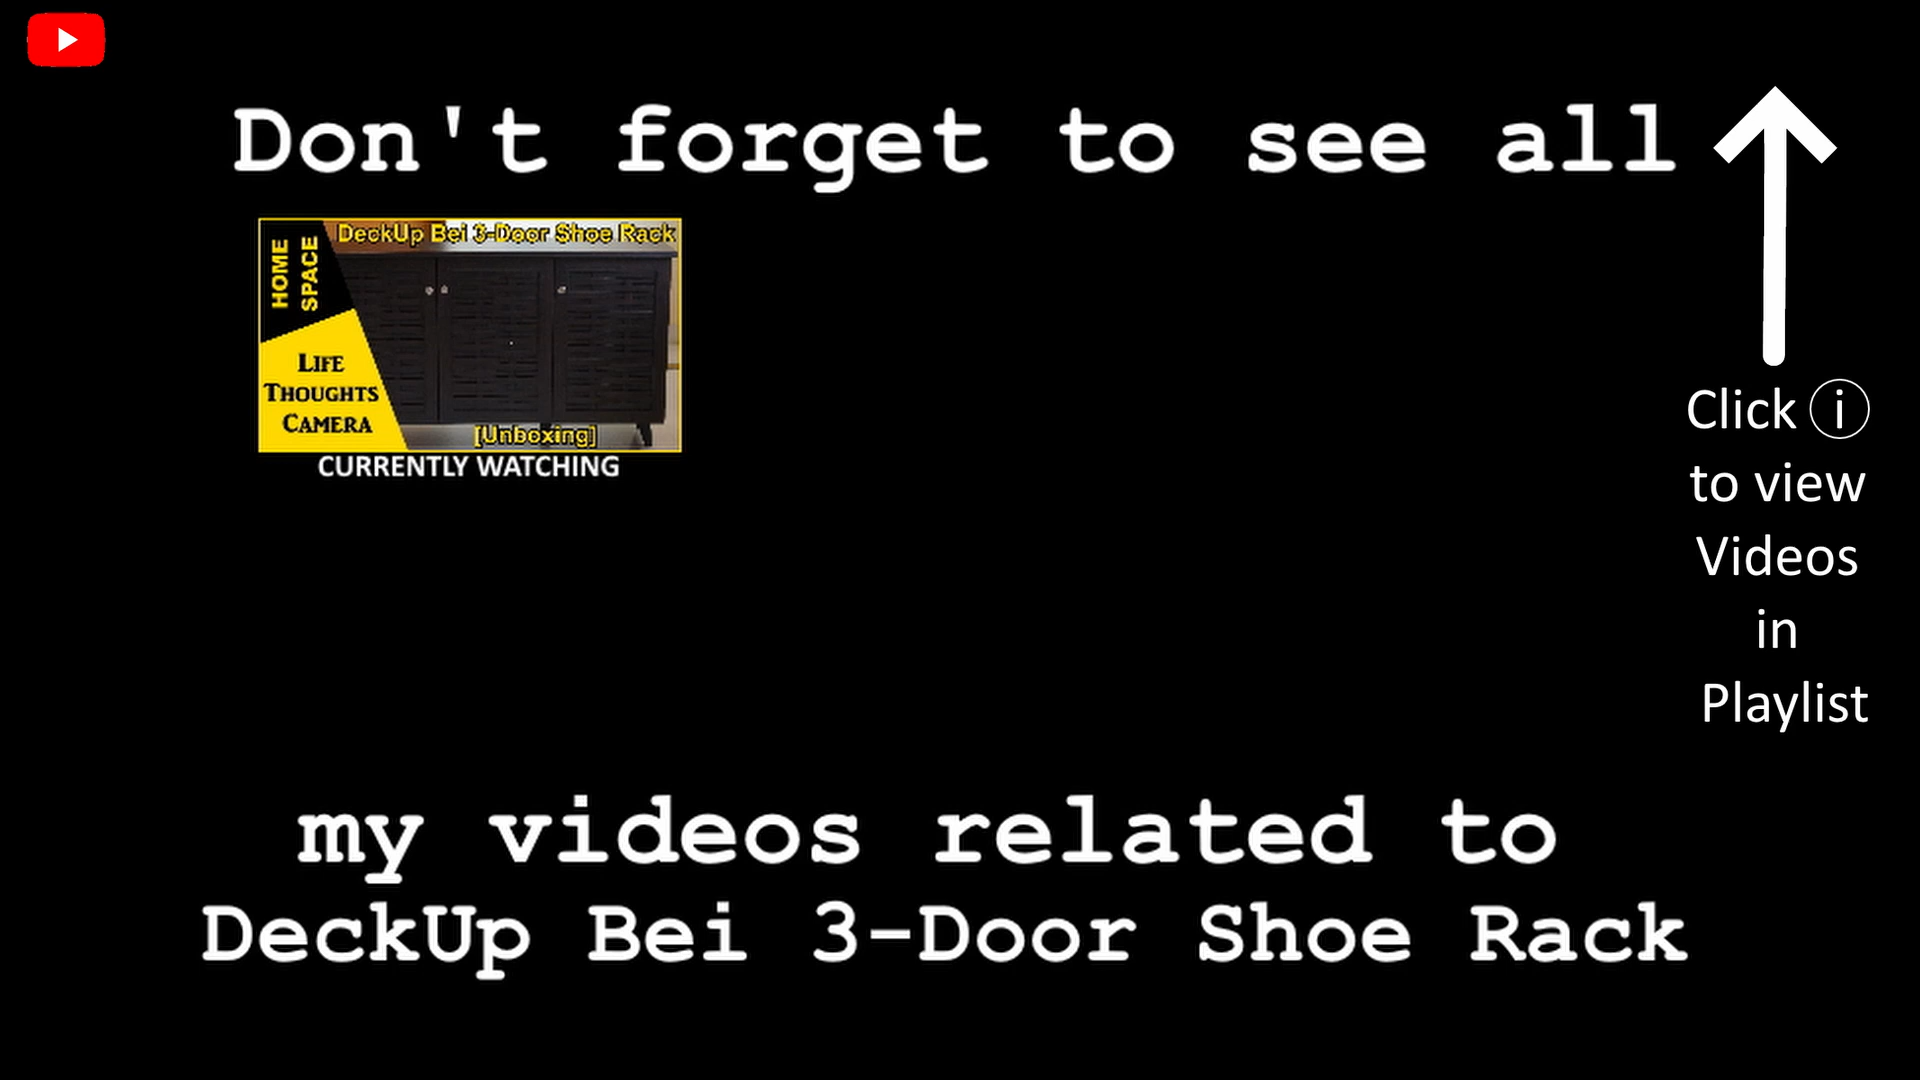 Don't forget to see all
DeckUp Bei 3-Door Shoe Rack
HOME
SPACE
LIFE
THOUGHTS
CAMERA
[Unboxing]
CURRENTLY WATCHING
Click i
to view
Videos
in
Playlist
my videos related to
DeckUp Bei 3-Door Shoe Rack